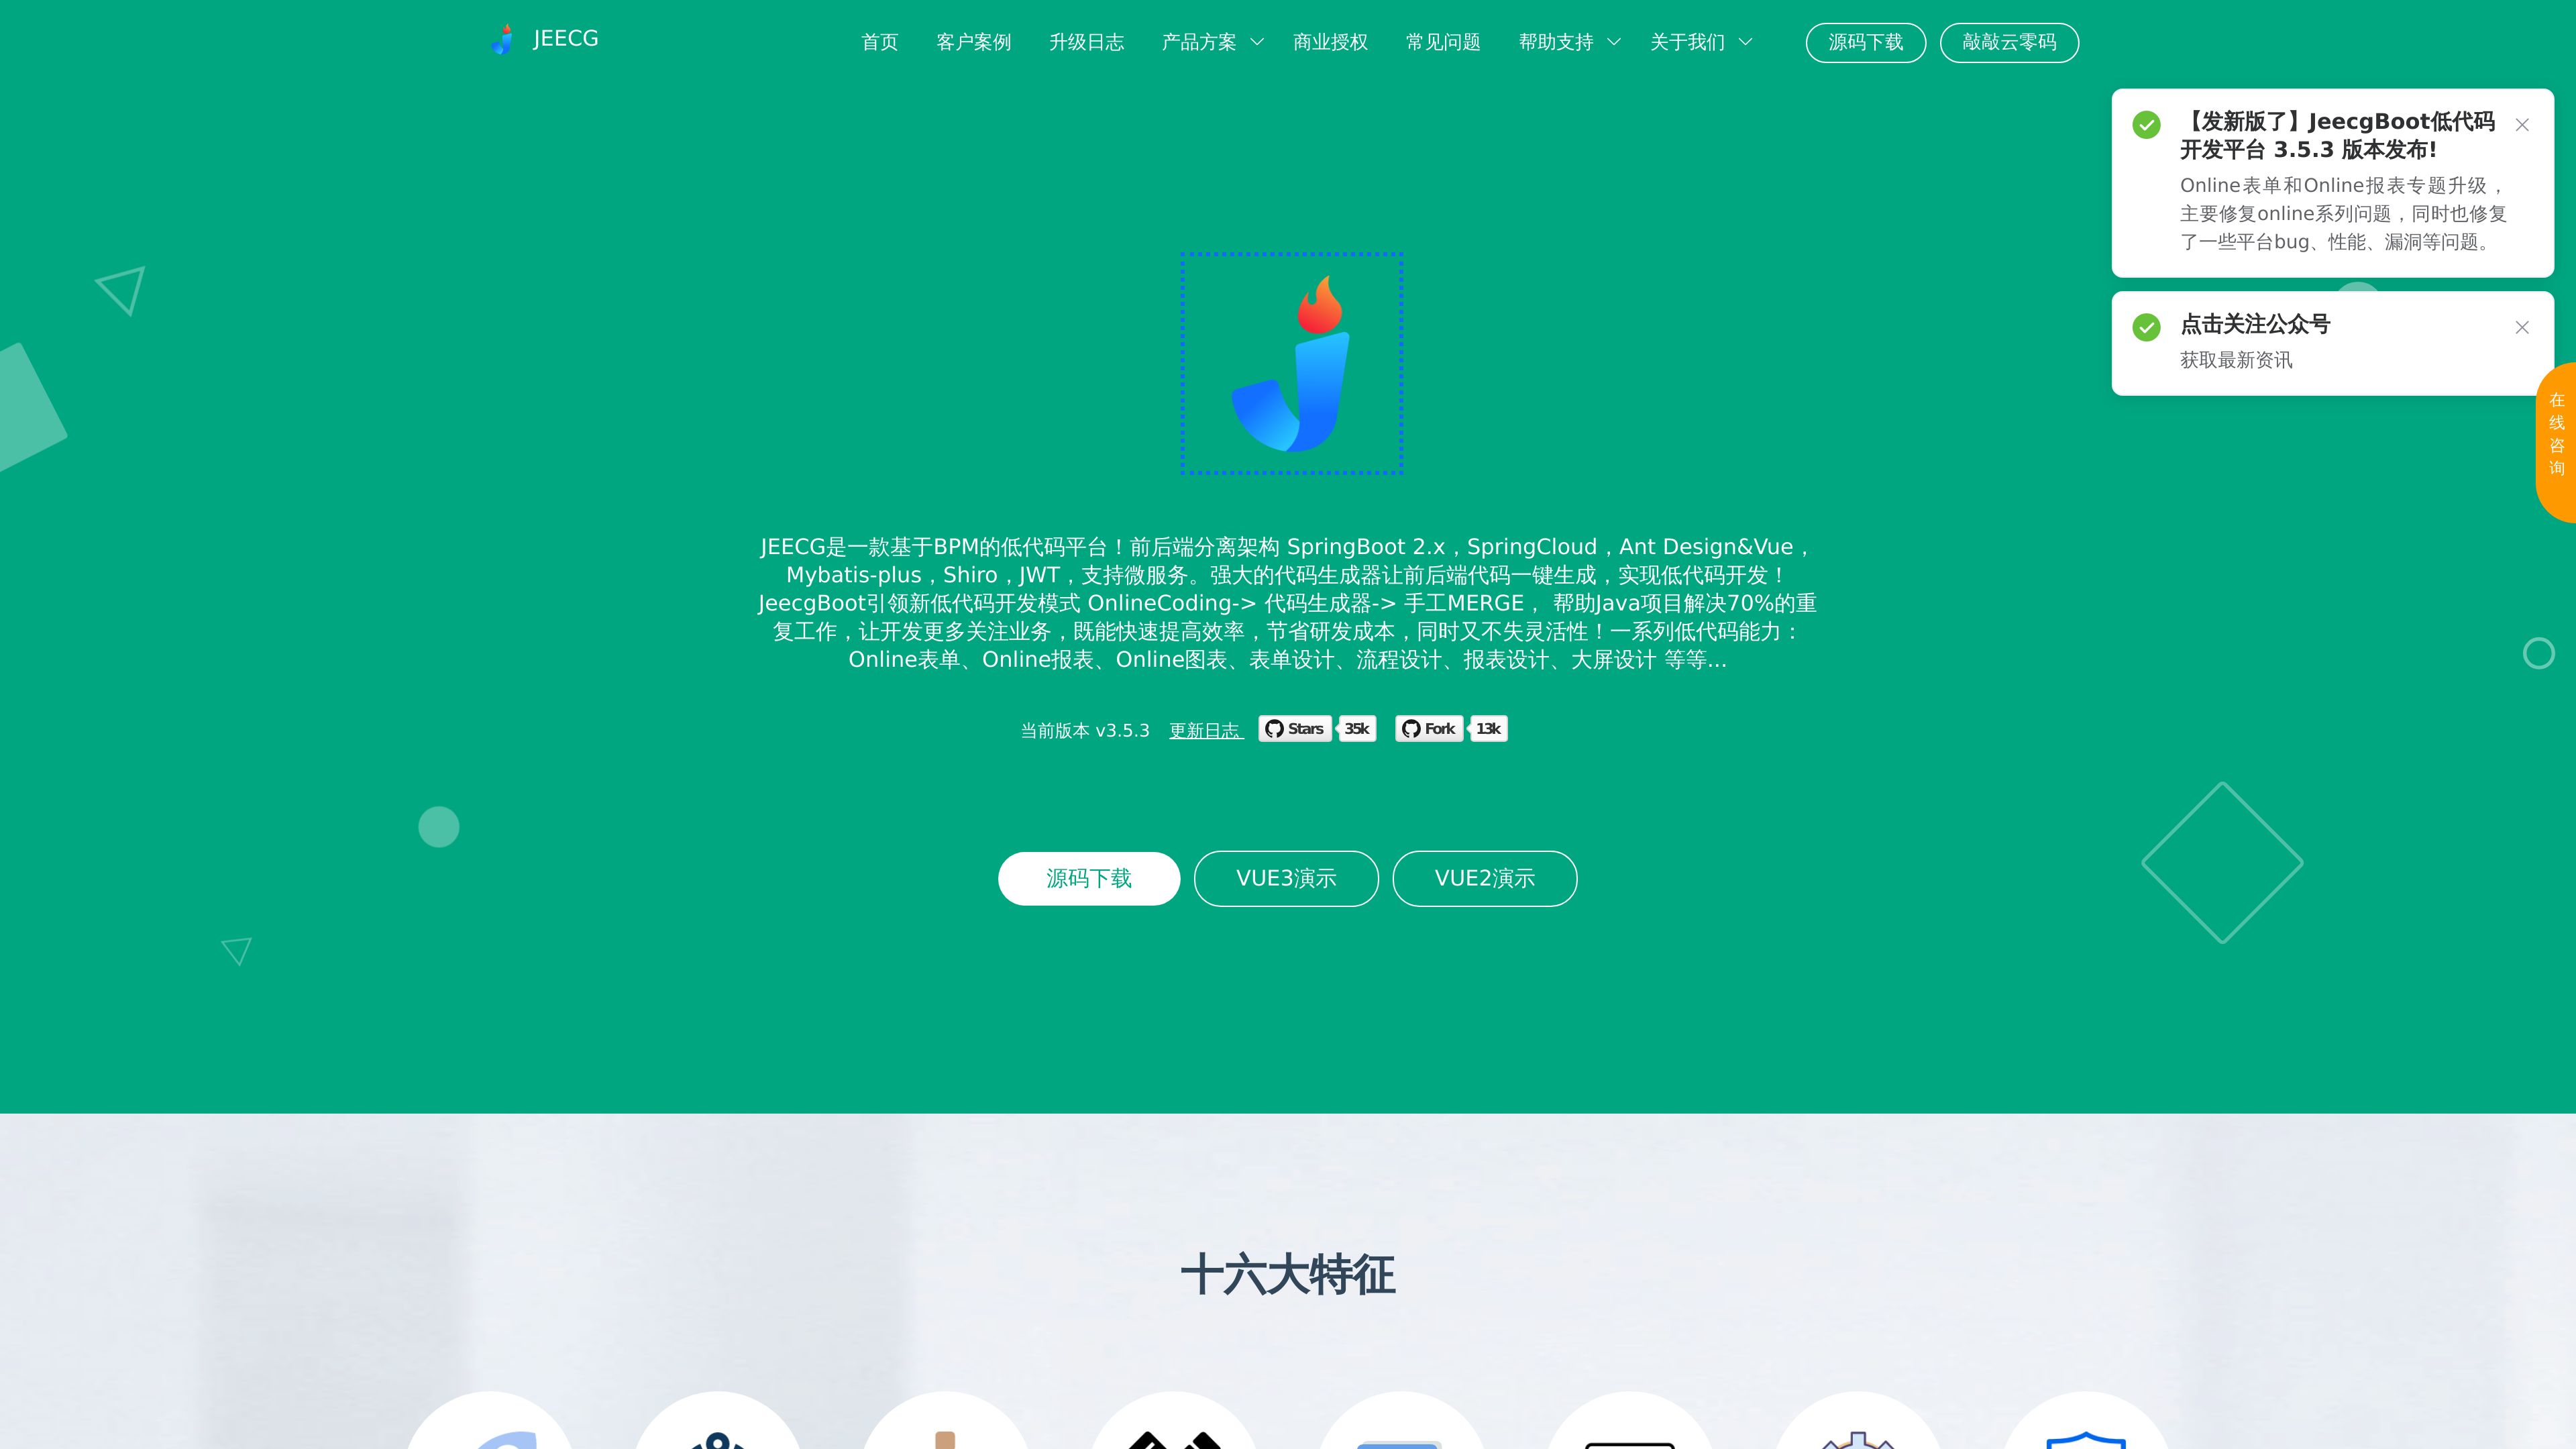 JEECG
首页 客户案例 升级日志 产品方案 商业授权 常见问题 帮助支持 关于我们 源码下载 敲敲云零码
【发新版了】JeecgBoot低代码
开发平台 3.5.3 版本发布!
Online表单和Online报表专题升级，
主要修复online系列问题，同时也修复
了一些平台bug、性能、漏洞等问题。
点击关注公众号
获取最新资讯
在
线
咨
询
JEECG是一款基于BPM的低代码平台！前后端分离架构 SpringBoot 2.x，SpringCloud，Ant Design&Vue，
Mybatis-plus，Shiro，JWT，支持微服务。强大的代码生成器让前后端代码一键生成，实现低代码开发！
JeecgBoot引领新低代码开发模式 OnlineCoding-> 代码生成器-> 手工MERGE， 帮助Java项目解决70%的重
复工作，让开发更多关注业务，既能快速提高效率，节省研发成本，同时又不失灵活性！一系列低代码能力：
Online表单、Online报表、Online图表、表单设计、流程设计、报表设计、大屏设计 等等...
当前版本 v3.5.3 更新日志 Stars 35k Fork 13k
源码下载 VUE3演示 VUE2演示
十六大特征